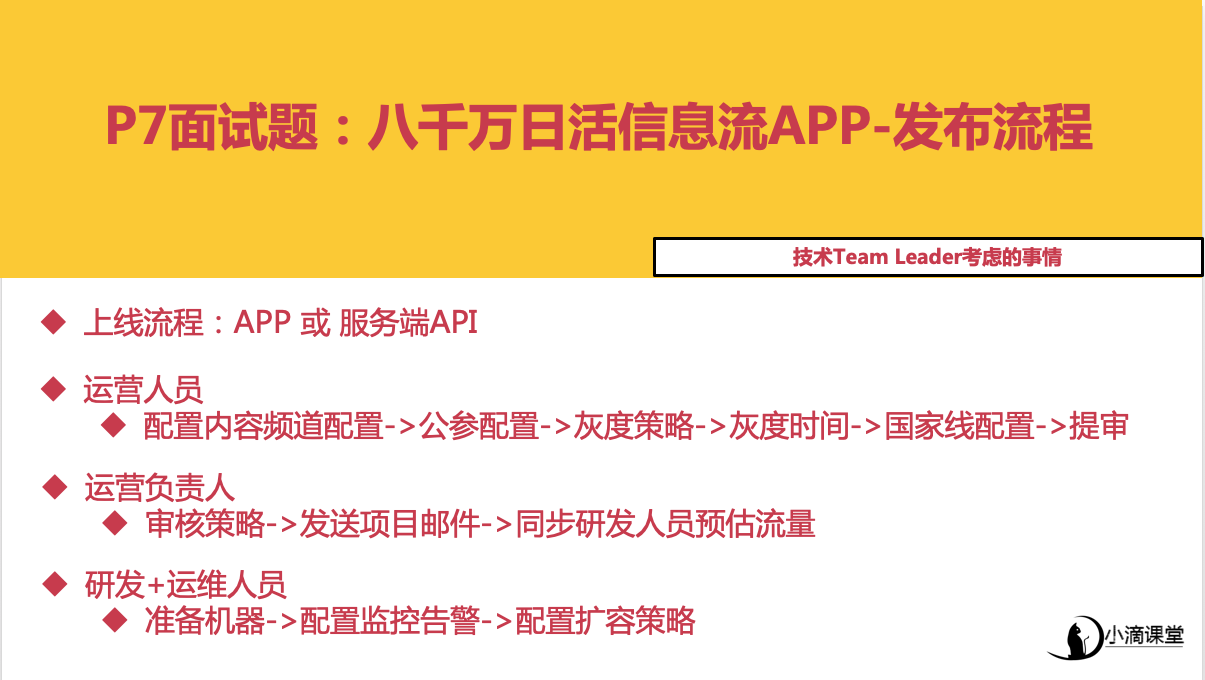 P7面试题：八千万日活信息流APP-发布流程
技术Team Leader考虑的事情
上线流程：APP 或 服务端API
运营人员
配置内容频道配置->公参配置->灰度策略->灰度时间->国家线配置->提审
运营负责人
审核策略->发送项目邮件->同步研发人员预估流量
研发+运维人员
准备机器->配置监控告警->配置扩容策略
小滴课堂